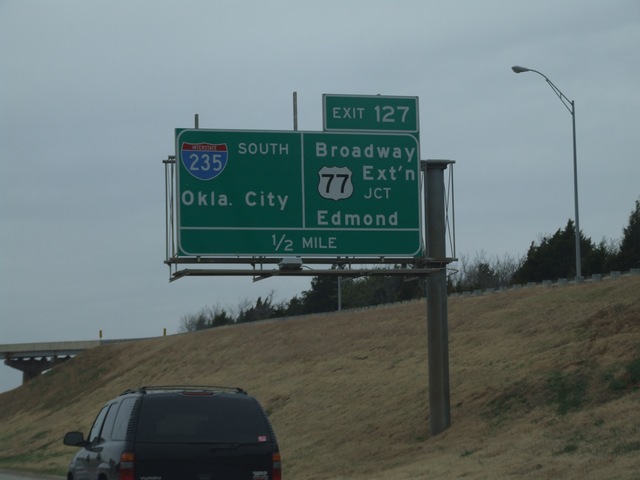 EXIT 127
INTERSTATE
235
SOUTH
Okla. City
Broadway
Ext'n
77
JCT
Edmond
1/2 MILE